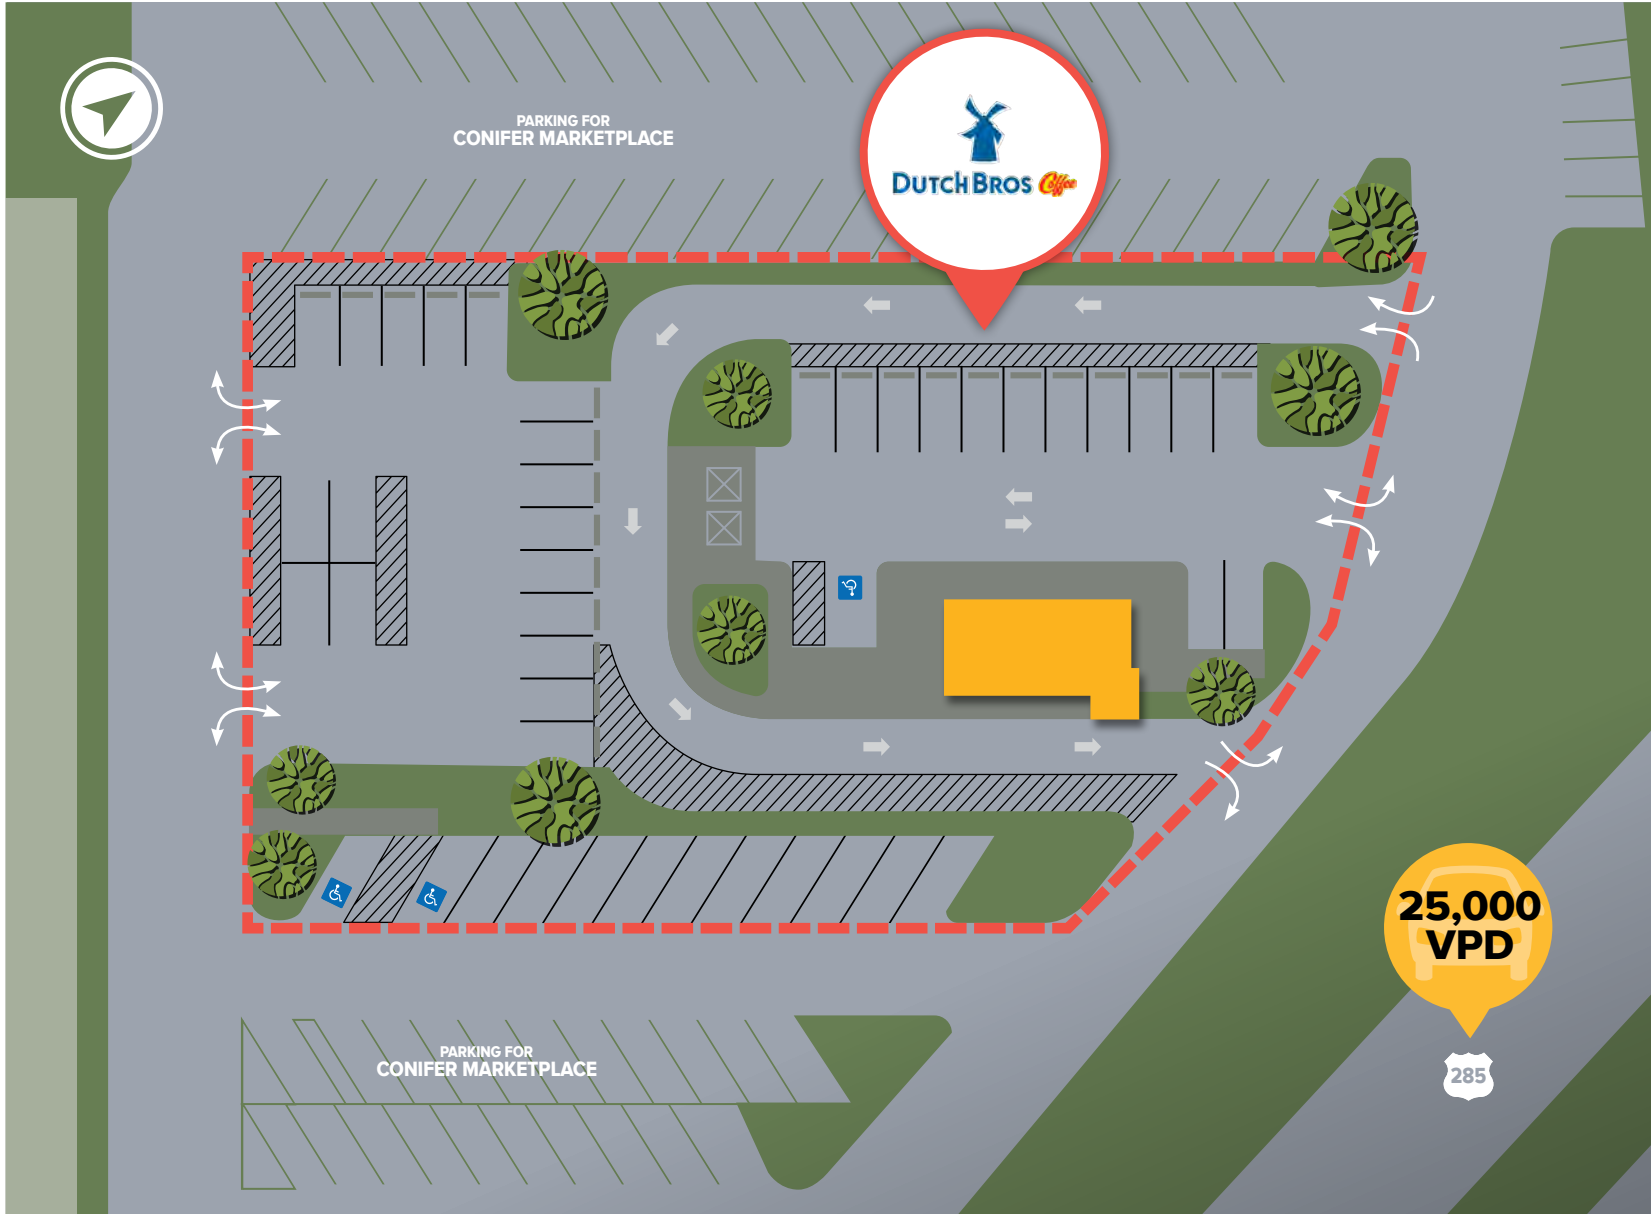 PARKING FOR
CONIFER MARKETPLACE
DUTCH BROS Coffee
25,000
VPD
285
PARKING FOR
CONIFER MARKETPLACE